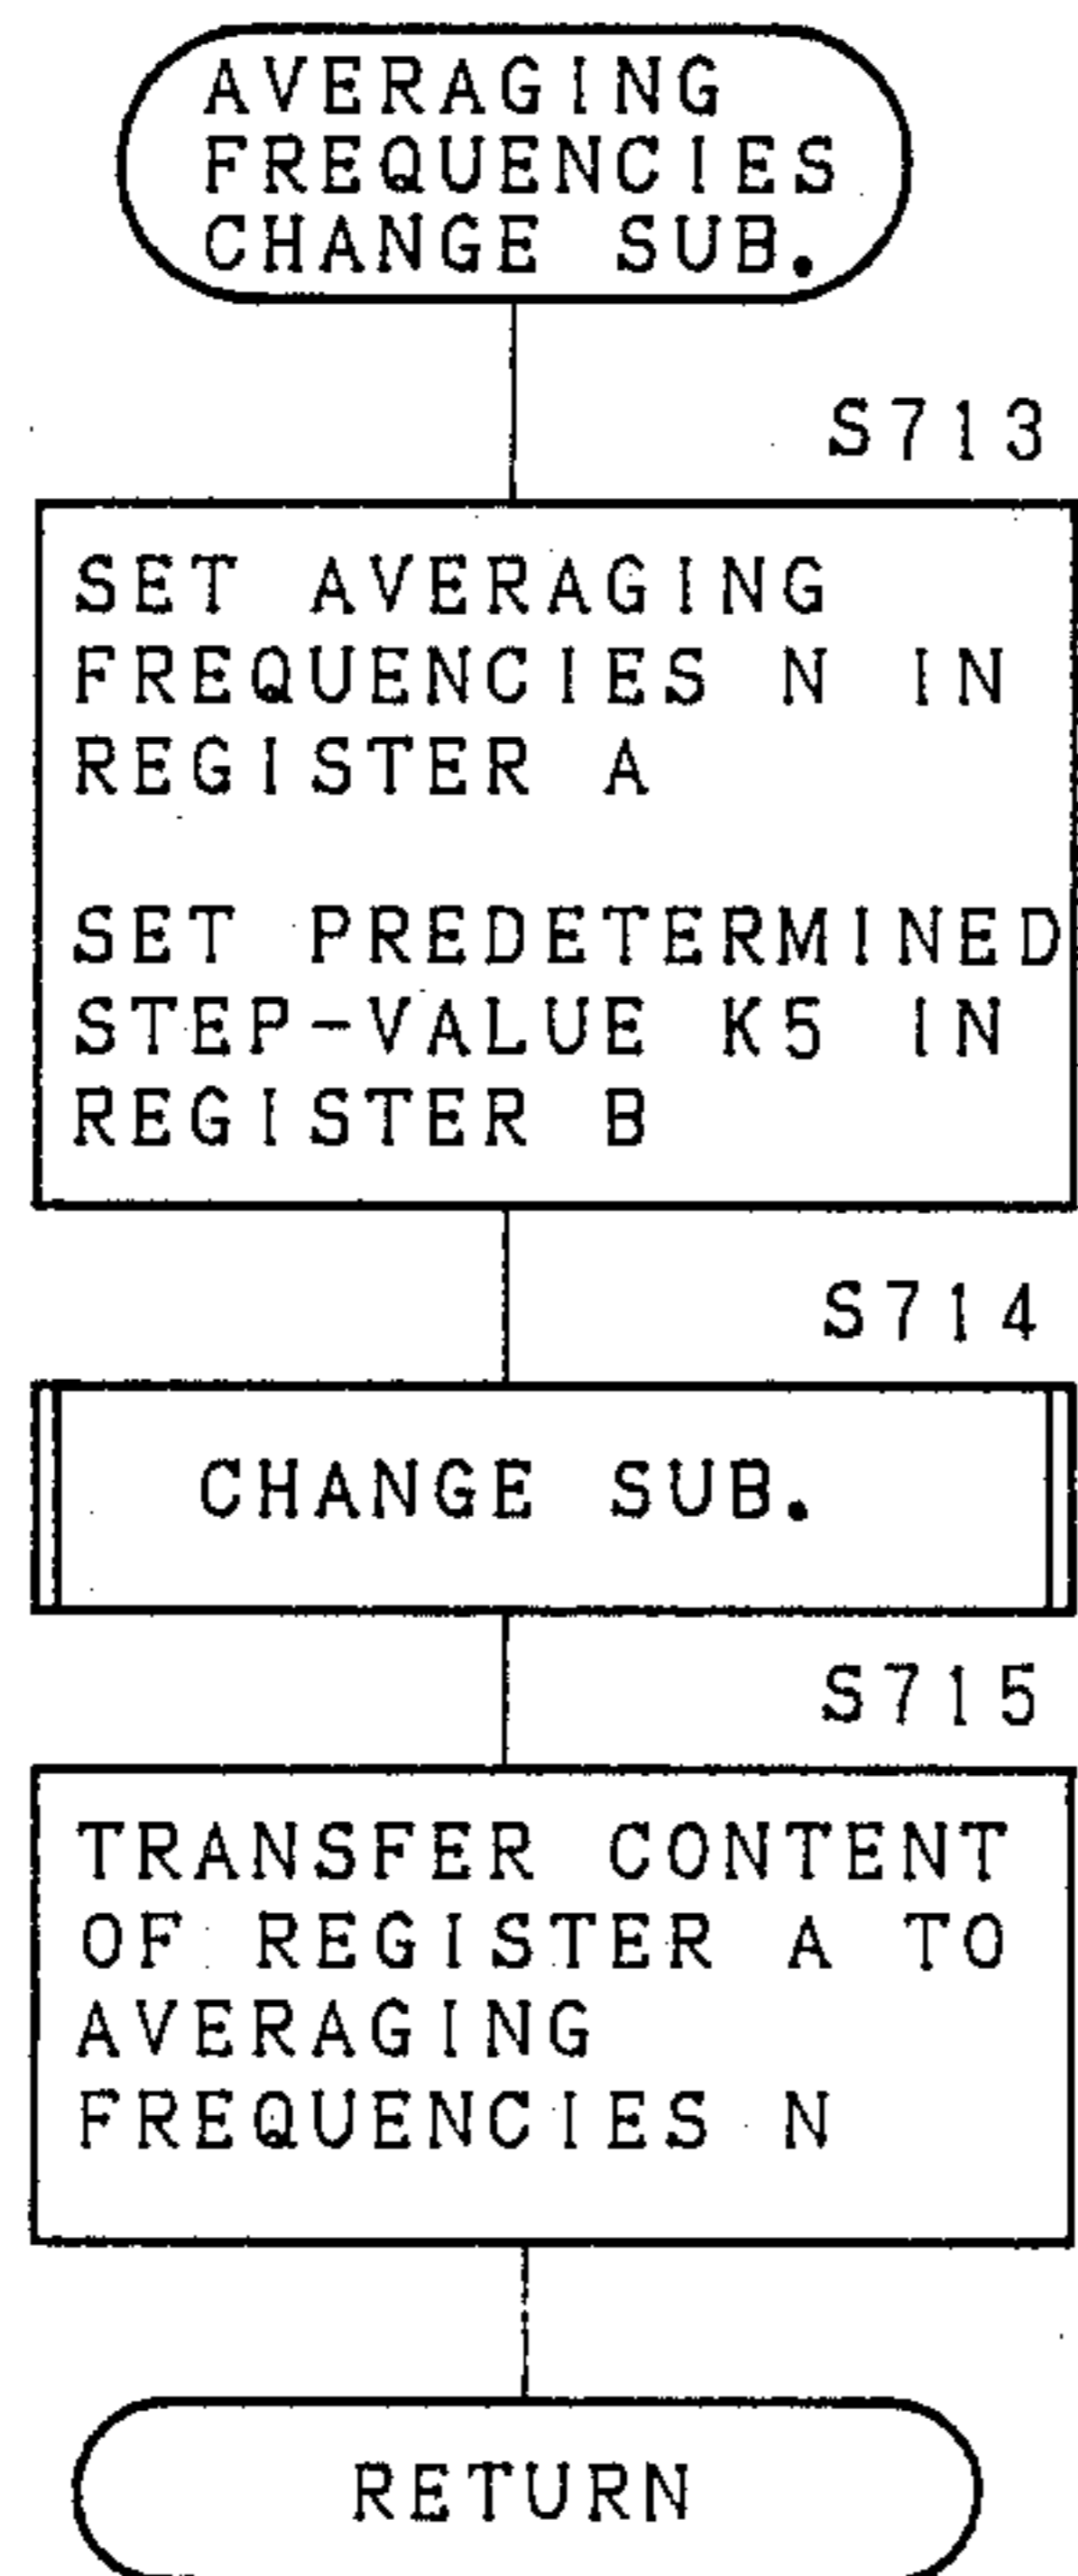 AVERAGING
FREQUENCIES
CHANGE SUB.
S713
SET AVERAGING
FREQUENCIES N IN
REGISTER A
SET PREDETERMINED
STEP-VALUE K5 IN
REGISTER B
S714
CHANGE SUB.
S715
TRANSFER CONTENT
OF REGISTER A TO
AVERAGING
FREQUENCIES N
RETURN